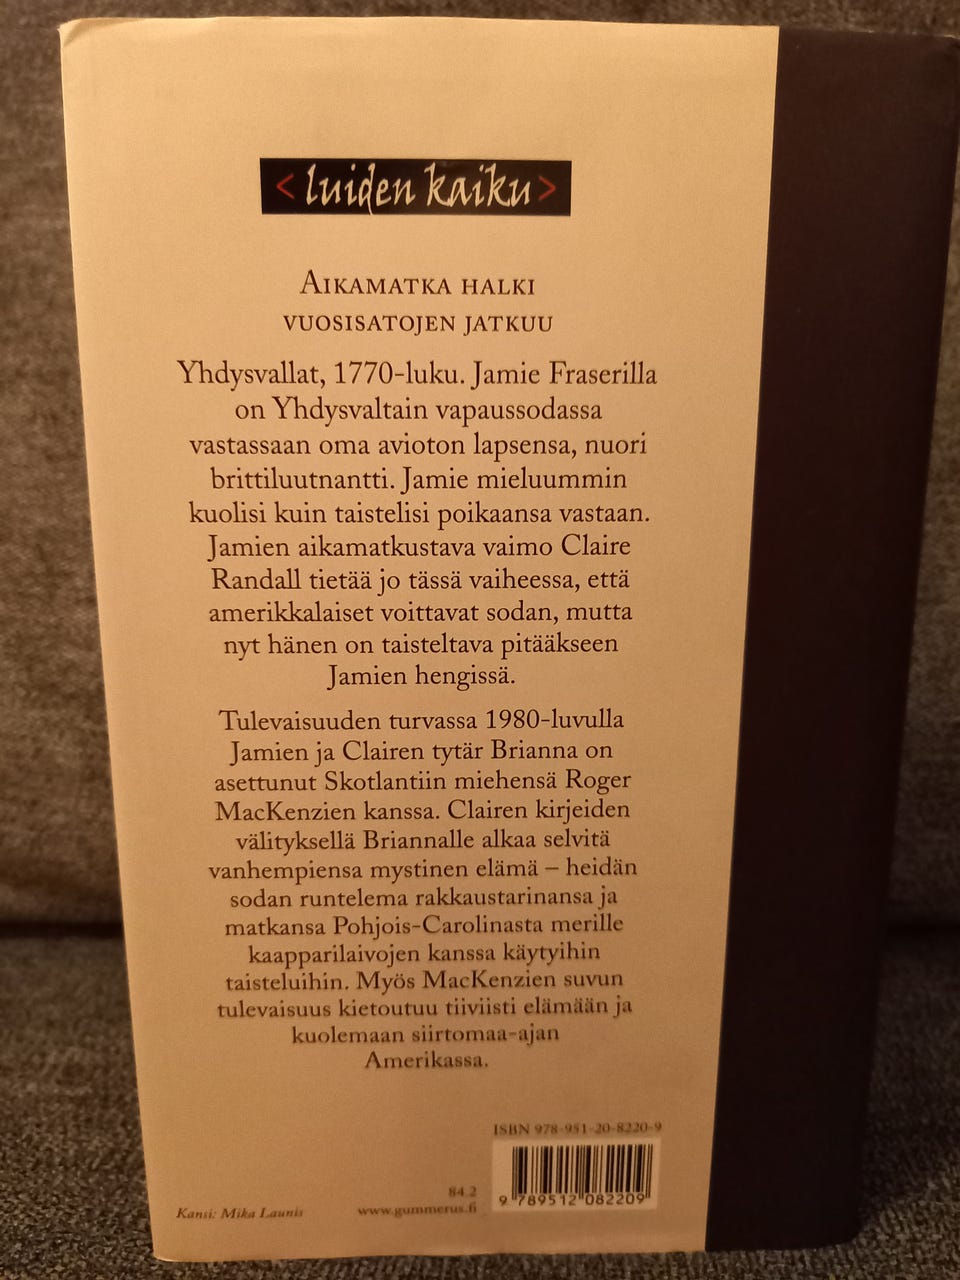 < luiden kaiku >
AIKAMATKA HALKI
VUOSISATOJEN JATKUU
Yhdysvallat, 1770-luku. Jamie Fraserilla
on Yhdysvaltain vapaussodassa
vastassaan oma avioton lapsensa, nuori
brittiluutnantti. Jamie mieluummin
kuolisi kuin taistelisi poikaansa vastaan.
Jamien aikamatkustava vaimo Claire
Randall tietää jo tässä vaiheessa, että
amerikkalaiset voittavat sodan, mutta
nyt hänen on taisteltava pitääkseen
Jamien hengissä.
Tulevaisuuden turvassa 1980-luvulla
Jamien ja Clairen tytär Brianna on
asettunut Skotlantiin miehensä Roger
MacKenzien kanssa. Clairen kirjeiden
välityksellä Briannalle alkaa selvitä
vanhempiensa mystinen elämä – heidän
sodan runtelema rakkaustarinansa ja
matkansa Pohjois-Carolinasta merille
kaapparilaivojen kanssa käytyihin
taisteluihin. Myös MacKenzien suvun
tulevaisuus kietoutuu tiiviisti elämään ja
kuolemaan siirtomaa-ajan
Amerikassa.
ISBN 978-951-20-8220-9
9 789512 082209
84.2
www.gummerus.fi
Kansi: Mika Launis